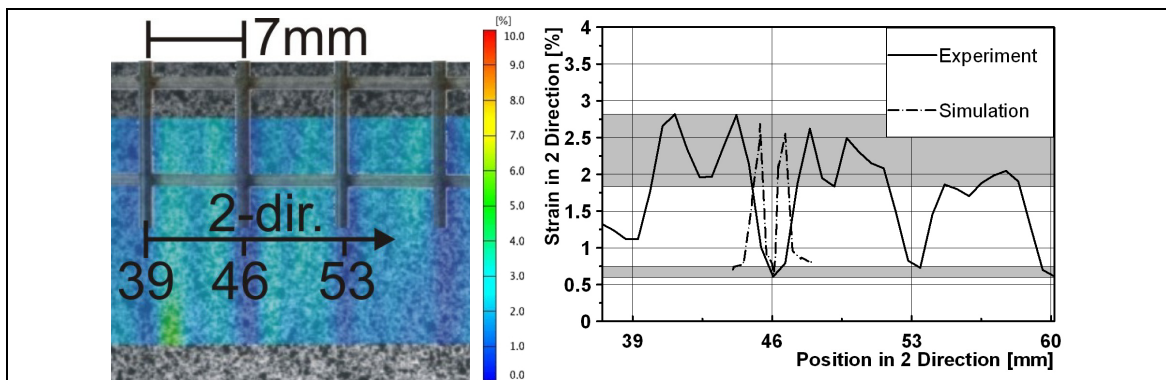 7mm
2-dir.
39 46 53
[%]
10.0
9.0
8.0
7.0
6.0
5.0
4.0
3.0
2.0
1.0
0.0
Strain in 2 Direction [%]
4
3.5
3
2.5
2
1.5
1
0.5
0
Experiment
Simulation
39 46 53 60
Position in 2 Direction [mm]